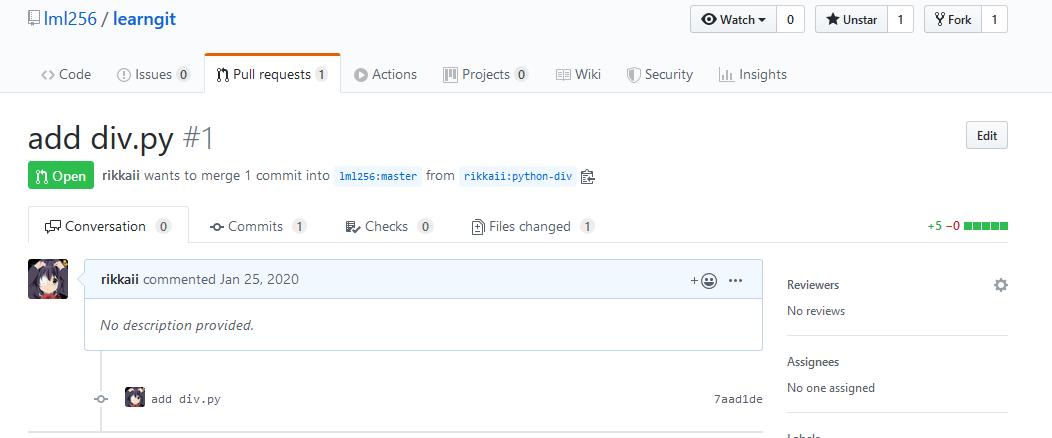 lml256 / learngit Watch 0 Unstar 1 Fork 1
Code Issues 0 Pull requests 1 Actions Projects 0 Wiki Security Insights
add div.py #1 Edit
Open rikkaii wants to merge 1 commit into lml256:master from rikkaii:python-div
Conversation 0 Commits 1 Checks 0 Files changed 1 +5 −0
rikkaii commented Jan 25, 2020
No description provided.
add div.py 7aad1de
Reviewers
No reviews
Assignees
No one assigned
Labels